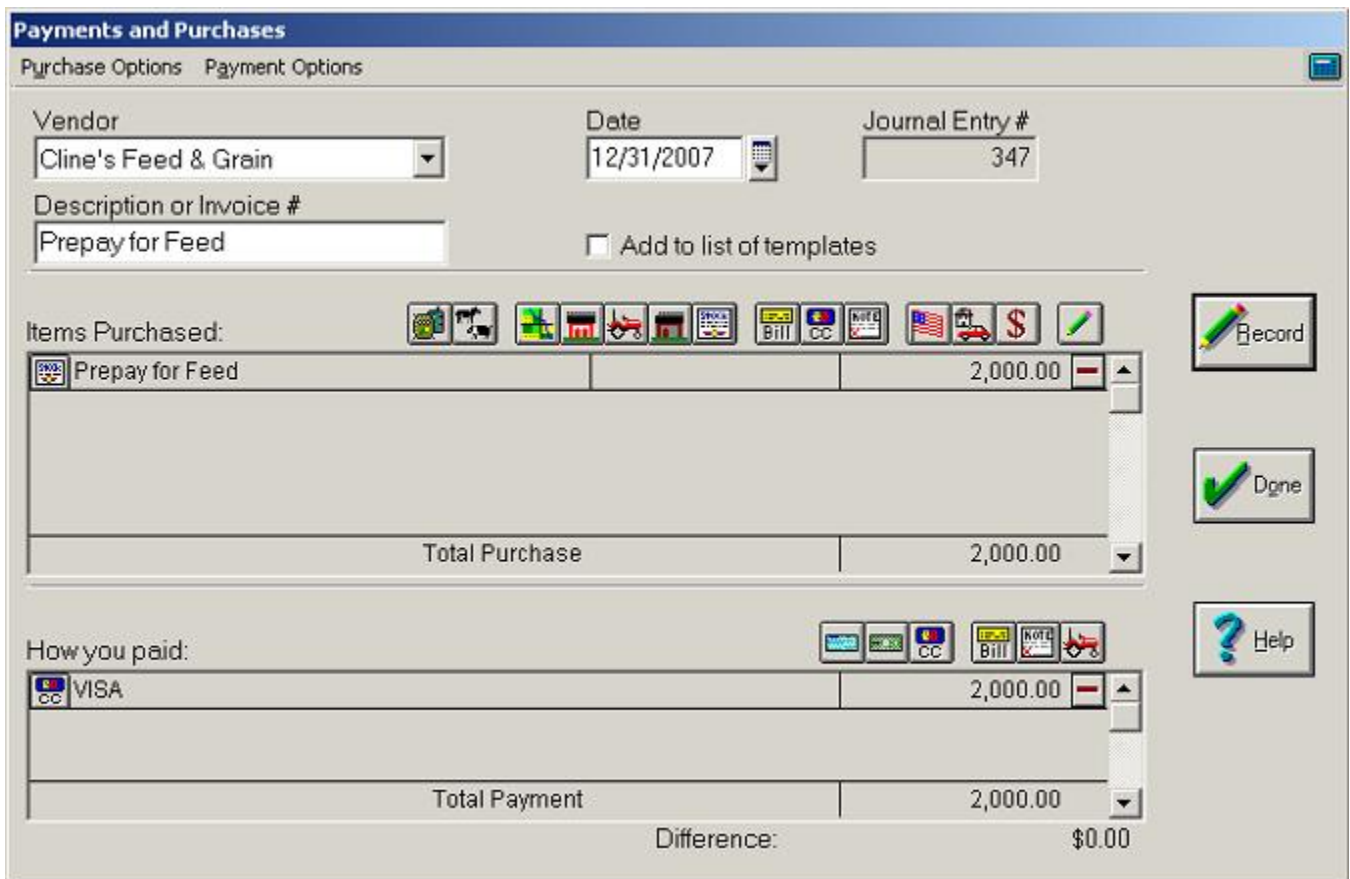 Payments and Purchases
Purchase Options Payment Options
Vendor Date Journal Entry #
Cline's Feed & Grain 12/31/2007 347
Description or Invoice #
Prepay for Feed Add to list of templates
Items Purchased: Bill CC NOTE $
Record
STOCK Prepay for Feed 2,000.00
Done
Total Purchase 2,000.00
How you paid: CC Bill NOTE
Help
CC VISA 2,000.00
Total Payment 2,000.00
Difference: $0.00